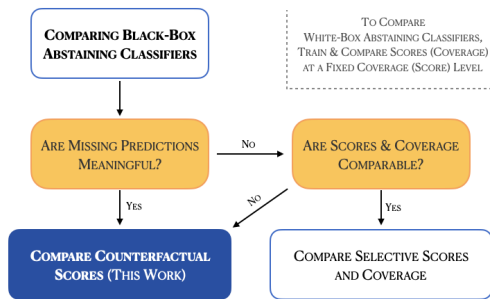 COMPARING BLACK-BOX
ABSTAINING CLASSIFIERS
TO COMPARE
WHITE-BOX ABSTAINING CLASSIFIERS,
TRAIN & COMPARE SCORES (COVERAGE)
AT A FIXED COVERAGE (SCORE) LEVEL
ARE MISSING PREDICTIONS
MEANINGFUL?
NO
ARE SCORES & COVERAGE
COMPARABLE?
YES
NO
YES
COMPARE COUNTERFACTUAL
SCORES (THIS WORK)
COMPARE SELECTIVE SCORES
AND COVERAGE